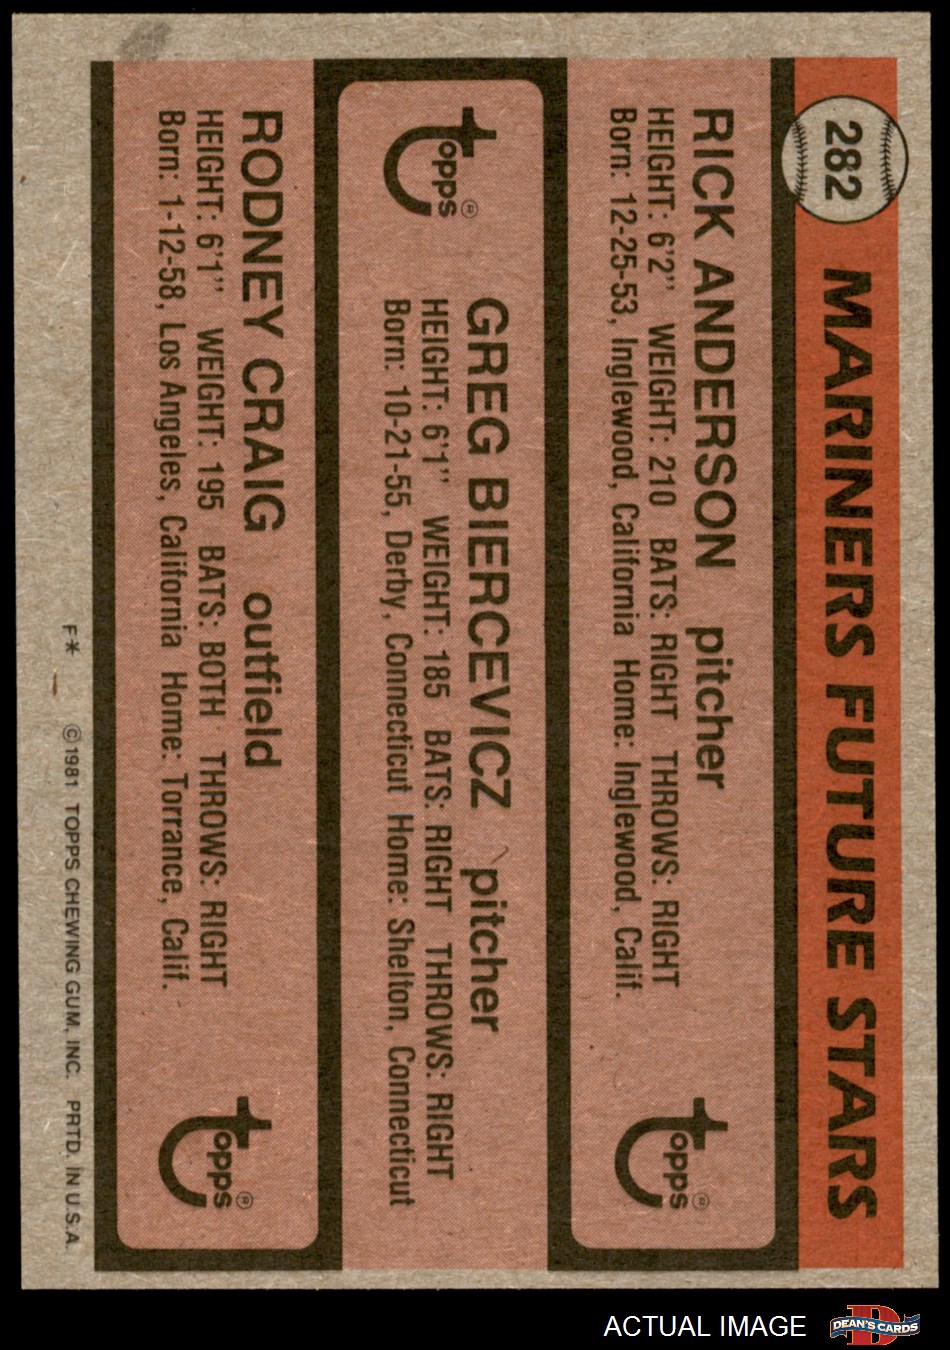 282
MARINERS FUTURE STARS
RICK ANDERSON pitcher
HEIGHT: 6'2" WEIGHT: 210 BATS: RIGHT THROWS: RIGHT
Born: 12-25-53, Inglewood, California Home: Inglewood, Calif.
Topps®
Topps®
GREG BIERCEVICZ pitcher
HEIGHT: 6'1" WEIGHT: 185 BATS: RIGHT THROWS: RIGHT
Born: 10-21-55, Derby, Connecticut Home: Shelton, Connecticut
RODNEY CRAIG outfield
HEIGHT: 6'1" WEIGHT: 195 BATS: BOTH THROWS: RIGHT
Born: 1-12-58, Los Angeles, California Home: Torrance, Calif.
Topps®
F* ©1981 TOPPS CHEWING GUM, INC. PRTD. IN U.S.A.
ACTUAL IMAGE
D
DEAN'S CARDS